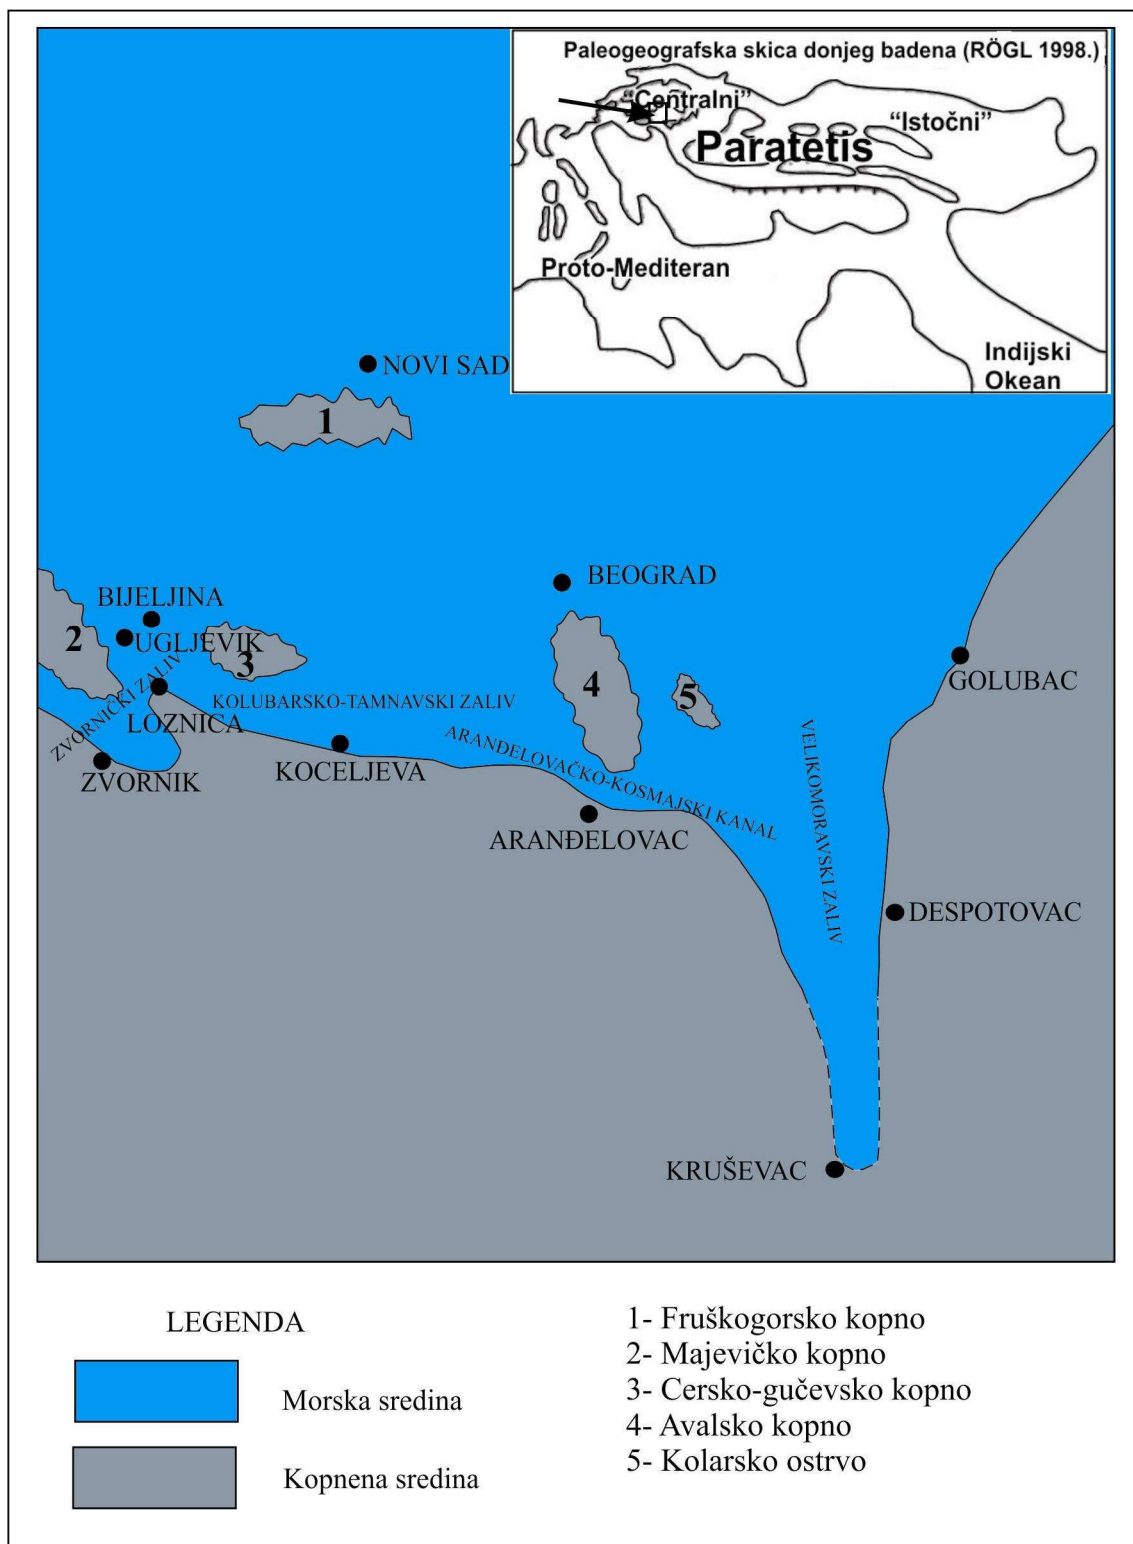 Paleogeografska skica donjeg badena (RÖGL 1998.)
“Centralni”
“Istočni”
Paratetis
Proto-Mediteran
Indijski
Okean
NOVI SAD
1
BEOGRAD
BIJELJINA
2
UGLJEVIK
3
4
5
GOLUBAC
ZVORNIČKI ZALIV
LOZNICA
KOLUBARSKO-TAMNAVSKI ZALIV
ZVORNIK
KOCELJEVA
ARANĐELOVAČKO-KOSMAJSKI KANAL
VELIKOMORAVSKI ZALIV
ARANĐELOVAC
DESPOTOVAC
KRUŠEVAC
LEGENDA
Morska sredina
Kopnena sredina
1- Fruškogorsko kopno
2- Majevičko kopno
3- Cersko-gučevsko kopno
4- Avalsko kopno
5- Kolarsko ostrvo